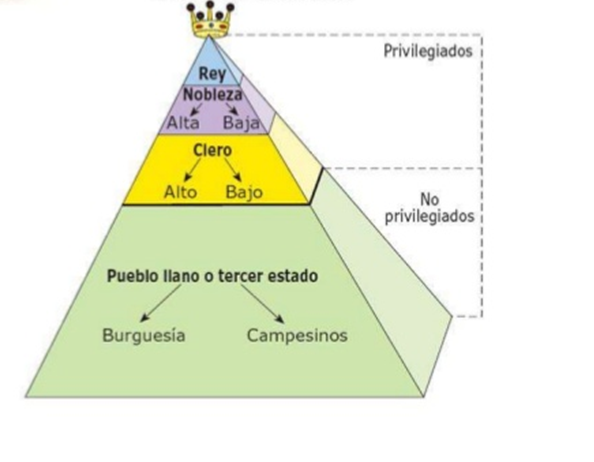 Privilegiados
Rey
Nobleza
Alta Baja
Clero
Alto Bajo
No
privilegiados
Pueblo llano o tercer estado
Burguesía Campesinos